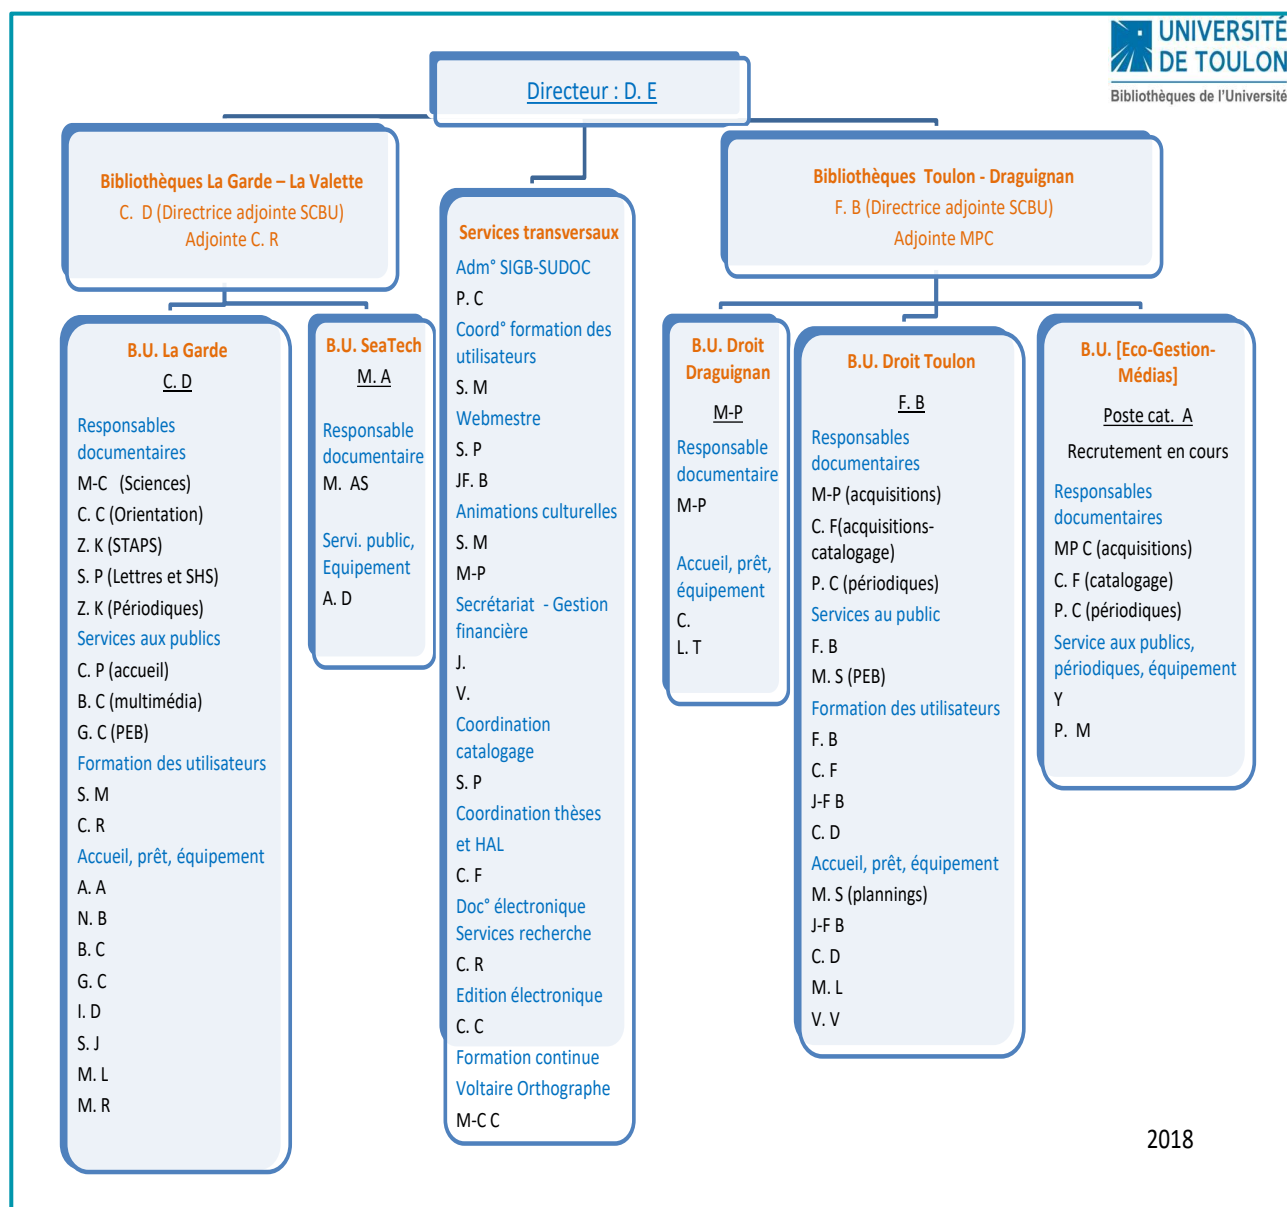 UNIVERSITÉ
DE TOULON
Bibliothèques de l'Université
Directeur : D. E
Bibliothèques La Garde – La Valette
C. D (Directrice adjointe SCBU)
Adjointe C. R
Bibliothèques Toulon - Draguignan
F. B (Directrice adjointe SCBU)
Adjointe MPC
B.U. La Garde
C. D
Responsables
documentaires
M-C (Sciences)
C. C (Orientation)
Z. K (STAPS)
S. P (Lettres et SHS)
Z. K (Périodiques)
Services aux publics
C. P (accueil)
B. C (multimédia)
G. C (PEB)
Formation des utilisateurs
S. M
C. R
Accueil, prêt, équipement
A. A
N. B
B. C
G. C
I. D
S. J
M. L
M. R
B.U. SeaTech
M. A
Responsable
documentaire
M. AS
Servi. public,
Equipement
A. D
Services transversaux
Adm° SIGB-SUDOC
P. C
Coord° formation des
utilisateurs
S. M
Webmestre
S. P
JF. B
Animations culturelles
S. M
M-P
Secrétariat - Gestion
financière
J.
V.
Coordination
catalogage
S. P
Coordination thèses
et HAL
C. F
Doc° électronique
Services recherche
C. R
Edition électronique
C. C
Formation continue
Voltaire Orthographe
M-C C
B.U. Droit
Draguignan
M-P
Responsable
documentaire
M-P
Accueil, prêt,
équipement
C.
L. T
B.U. Droit Toulon
F. B
Responsables
documentaires
M-P (acquisitions)
C. F(acquisitions-
catalogage)
P. C (périodiques)
Services au public
F. B
M. S (PEB)
Formation des utilisateurs
F. B
C. F
J-F B
C. D
Accueil, prêt, équipement
M. S (plannings)
J-F B
C. D
M. L
V. V
B.U. [Eco-Gestion-
Médias]
Poste cat. A
Recrutement en cours
Responsables
documentaires
MP C (acquisitions)
C. F (catalogage)
P. C (périodiques)
Service aux publics,
périodiques, équipement
Y
P. M
2018